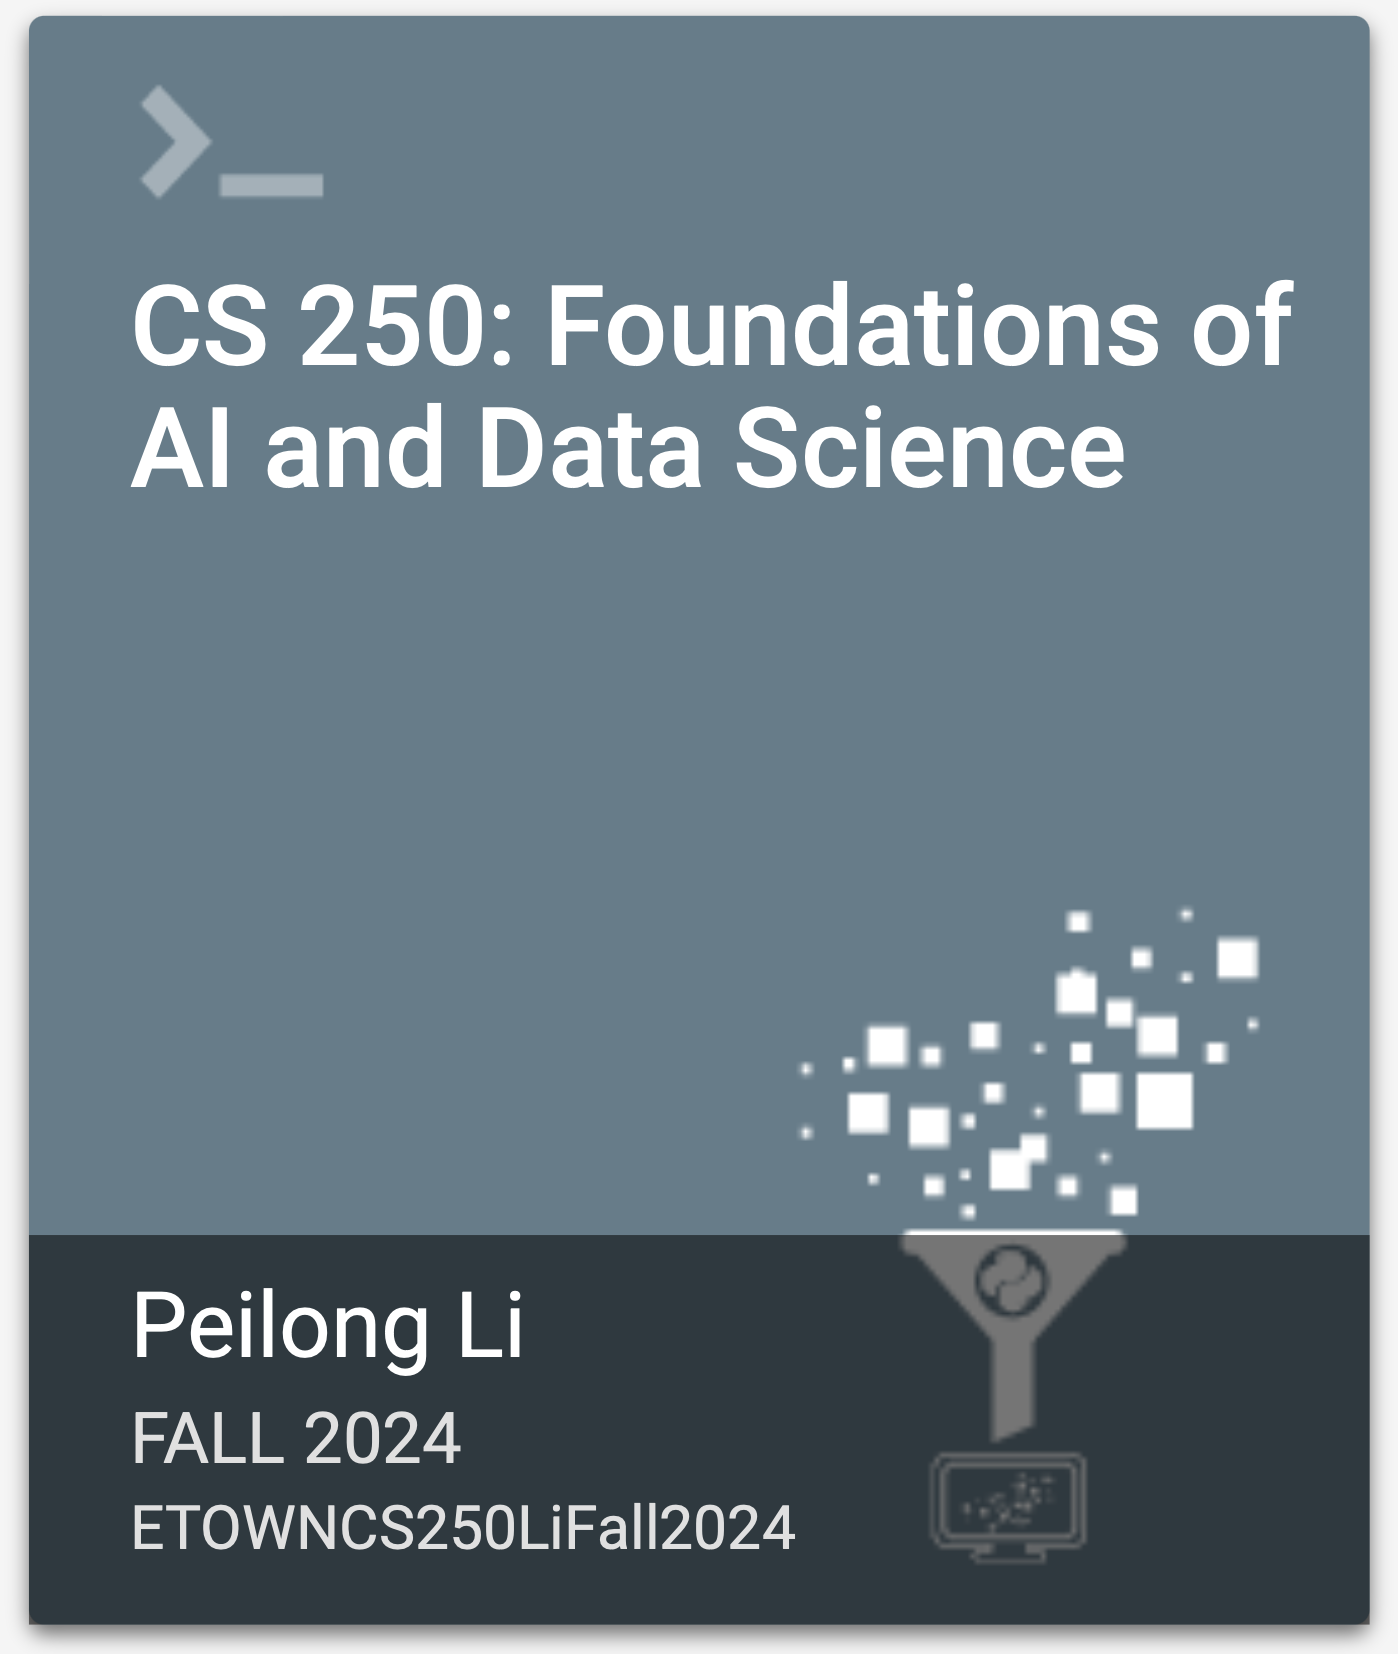 CS 250: Foundations of
AI and Data Science
Peilong Li
FALL 2024
ETOWNCS250LiFall2024